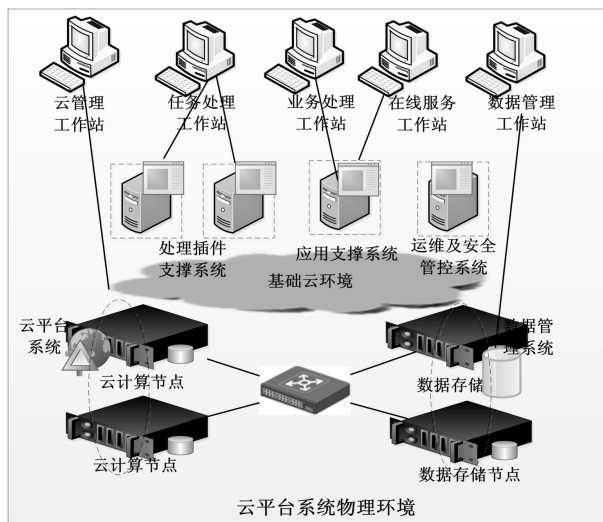 云管理
工作站
任务处理
工作站
业务处理
工作站
在线服务
工作站
数据管理
工作站
处理插件
支撑系统
应用支撑系统
运维及安全
管控系统
基础云环境
云平台
系统
云计算节点
数据管
理系统
数据存储
云计算节点
数据存储节点
云平台系统物理环境